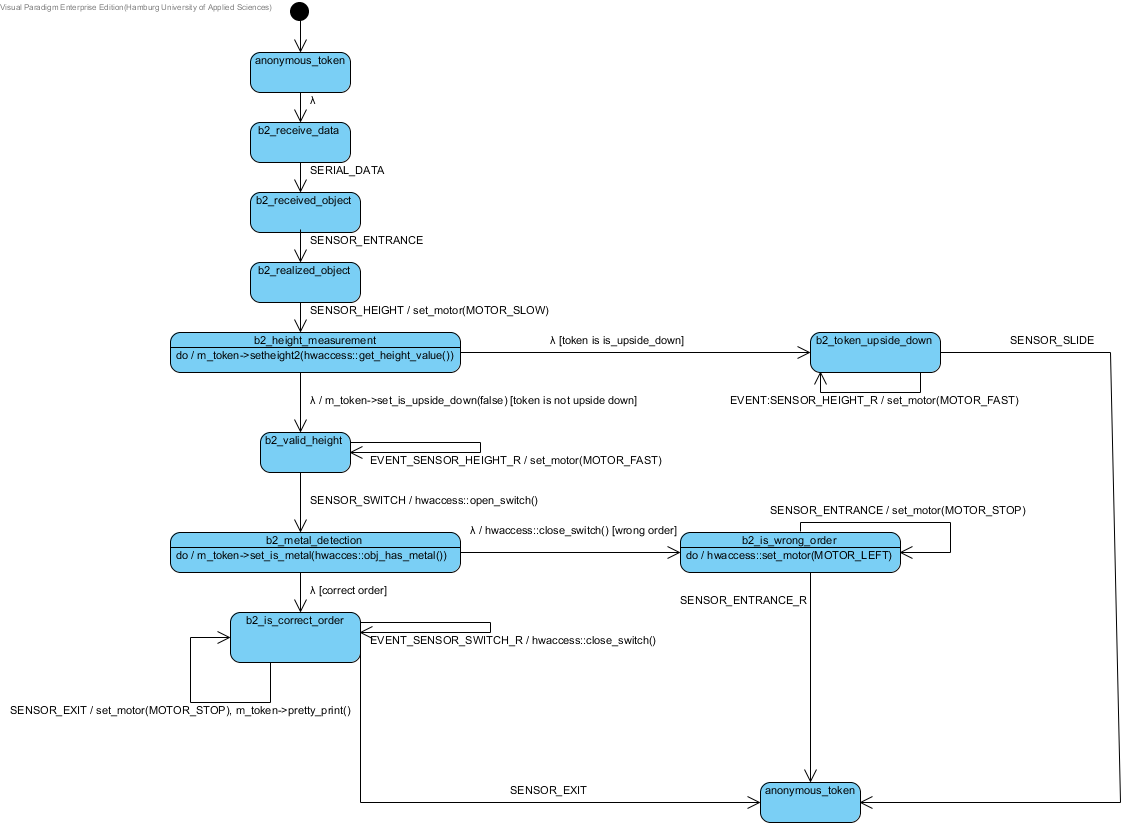 Visual Paradigm Enterprise Edition(Hamburg University of Applied Sciences)
anonymous_token
λ
b2_receive_data
SERIAL_DATA
b2_received_object
SENSOR_ENTRANCE
b2_realized_object
SENSOR_HEIGHT / set_motor(MOTOR_SLOW)
b2_height_measurement
do / m_token->setheight2(hwaccess::get_height_value())
λ [token is is_upside_down]
b2_token_upside_down
SENSOR_SLIDE
EVENT:SENSOR_HEIGHT_R / set_motor(MOTOR_FAST)
λ / m_token->set_is_upside_down(false) [token is not upside down]
b2_valid_height
EVENT_SENSOR_HEIGHT_R / set_motor(MOTOR_FAST)
SENSOR_SWITCH / hwaccess::open_switch()
SENSOR_ENTRANCE / set_motor(MOTOR_STOP)
λ / hwaccess::close_switch() [wrong order]
b2_metal_detection
do / m_token->set_is_metal(hwacces::obj_has_metal())
b2_is_wrong_order
do / hwaccess::set_motor(MOTOR_LEFT)
λ [correct order]
SENSOR_ENTRANCE_R
b2_is_correct_order
EVENT_SENSOR_SWITCH_R / hwaccess::close_switch()
SENSOR_EXIT / set_motor(MOTOR_STOP), m_token->pretty_print()
SENSOR_EXIT
anonymous_token